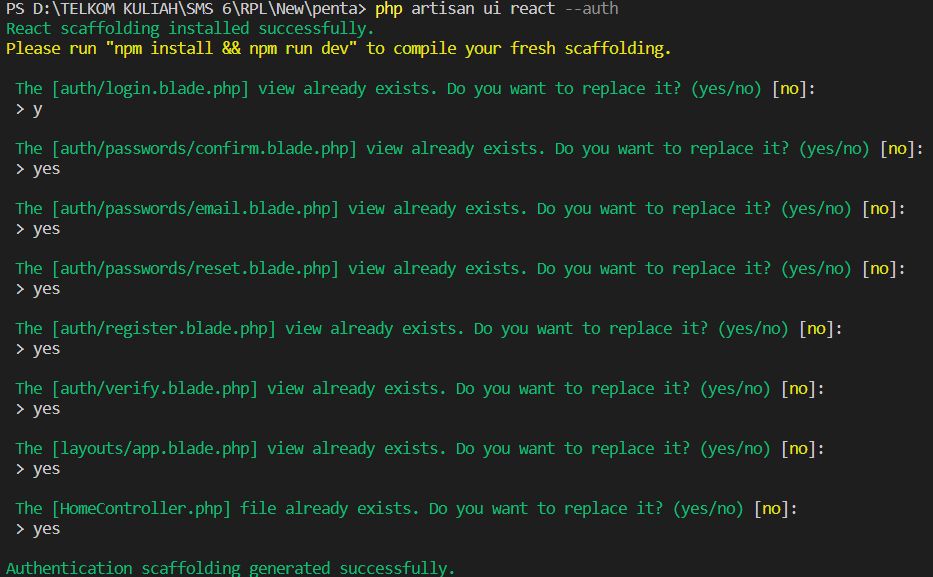 PS D:\TELKOM KULIAH\SMS 6\RPL\New\penta> php artisan ui react --auth
React scaffolding installed successfully.
Please run "npm install && npm run dev" to compile your fresh scaffolding.
The [auth/login.blade.php] view already exists. Do you want to replace it? (yes/no) [no]:
> y
The [auth/passwords/confirm.blade.php] view already exists. Do you want to replace it? (yes/no) [no]:
> yes
The [auth/passwords/email.blade.php] view already exists. Do you want to replace it? (yes/no) [no]:
> yes
The [auth/passwords/reset.blade.php] view already exists. Do you want to replace it? (yes/no) [no]:
> yes
The [auth/register.blade.php] view already exists. Do you want to replace it? (yes/no) [no]:
> yes
The [auth/verify.blade.php] view already exists. Do you want to replace it? (yes/no) [no]:
> yes
The [layouts/app.blade.php] view already exists. Do you want to replace it? (yes/no) [no]:
> yes
The [HomeController.php] file already exists. Do you want to replace it? (yes/no) [no]:
> yes
Authentication scaffolding generated successfully.